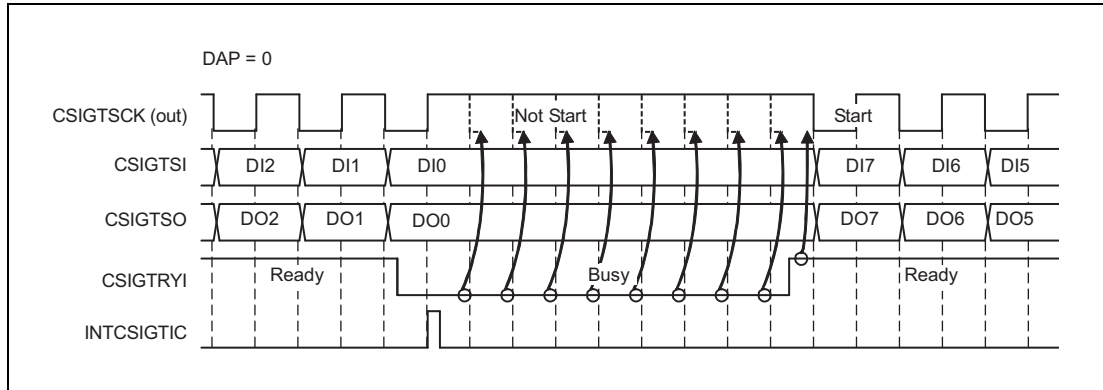 DAP = 0
CSIGTSCK (out) Not Start Start
CSIGTSI DI2 DI1 DI0 DI7 DI6 DI5
CSIGTSO DO2 DO1 DO0 DO7 DO6 DO5
CSIGTRYI Ready Busy Ready
INTCSIGTIC